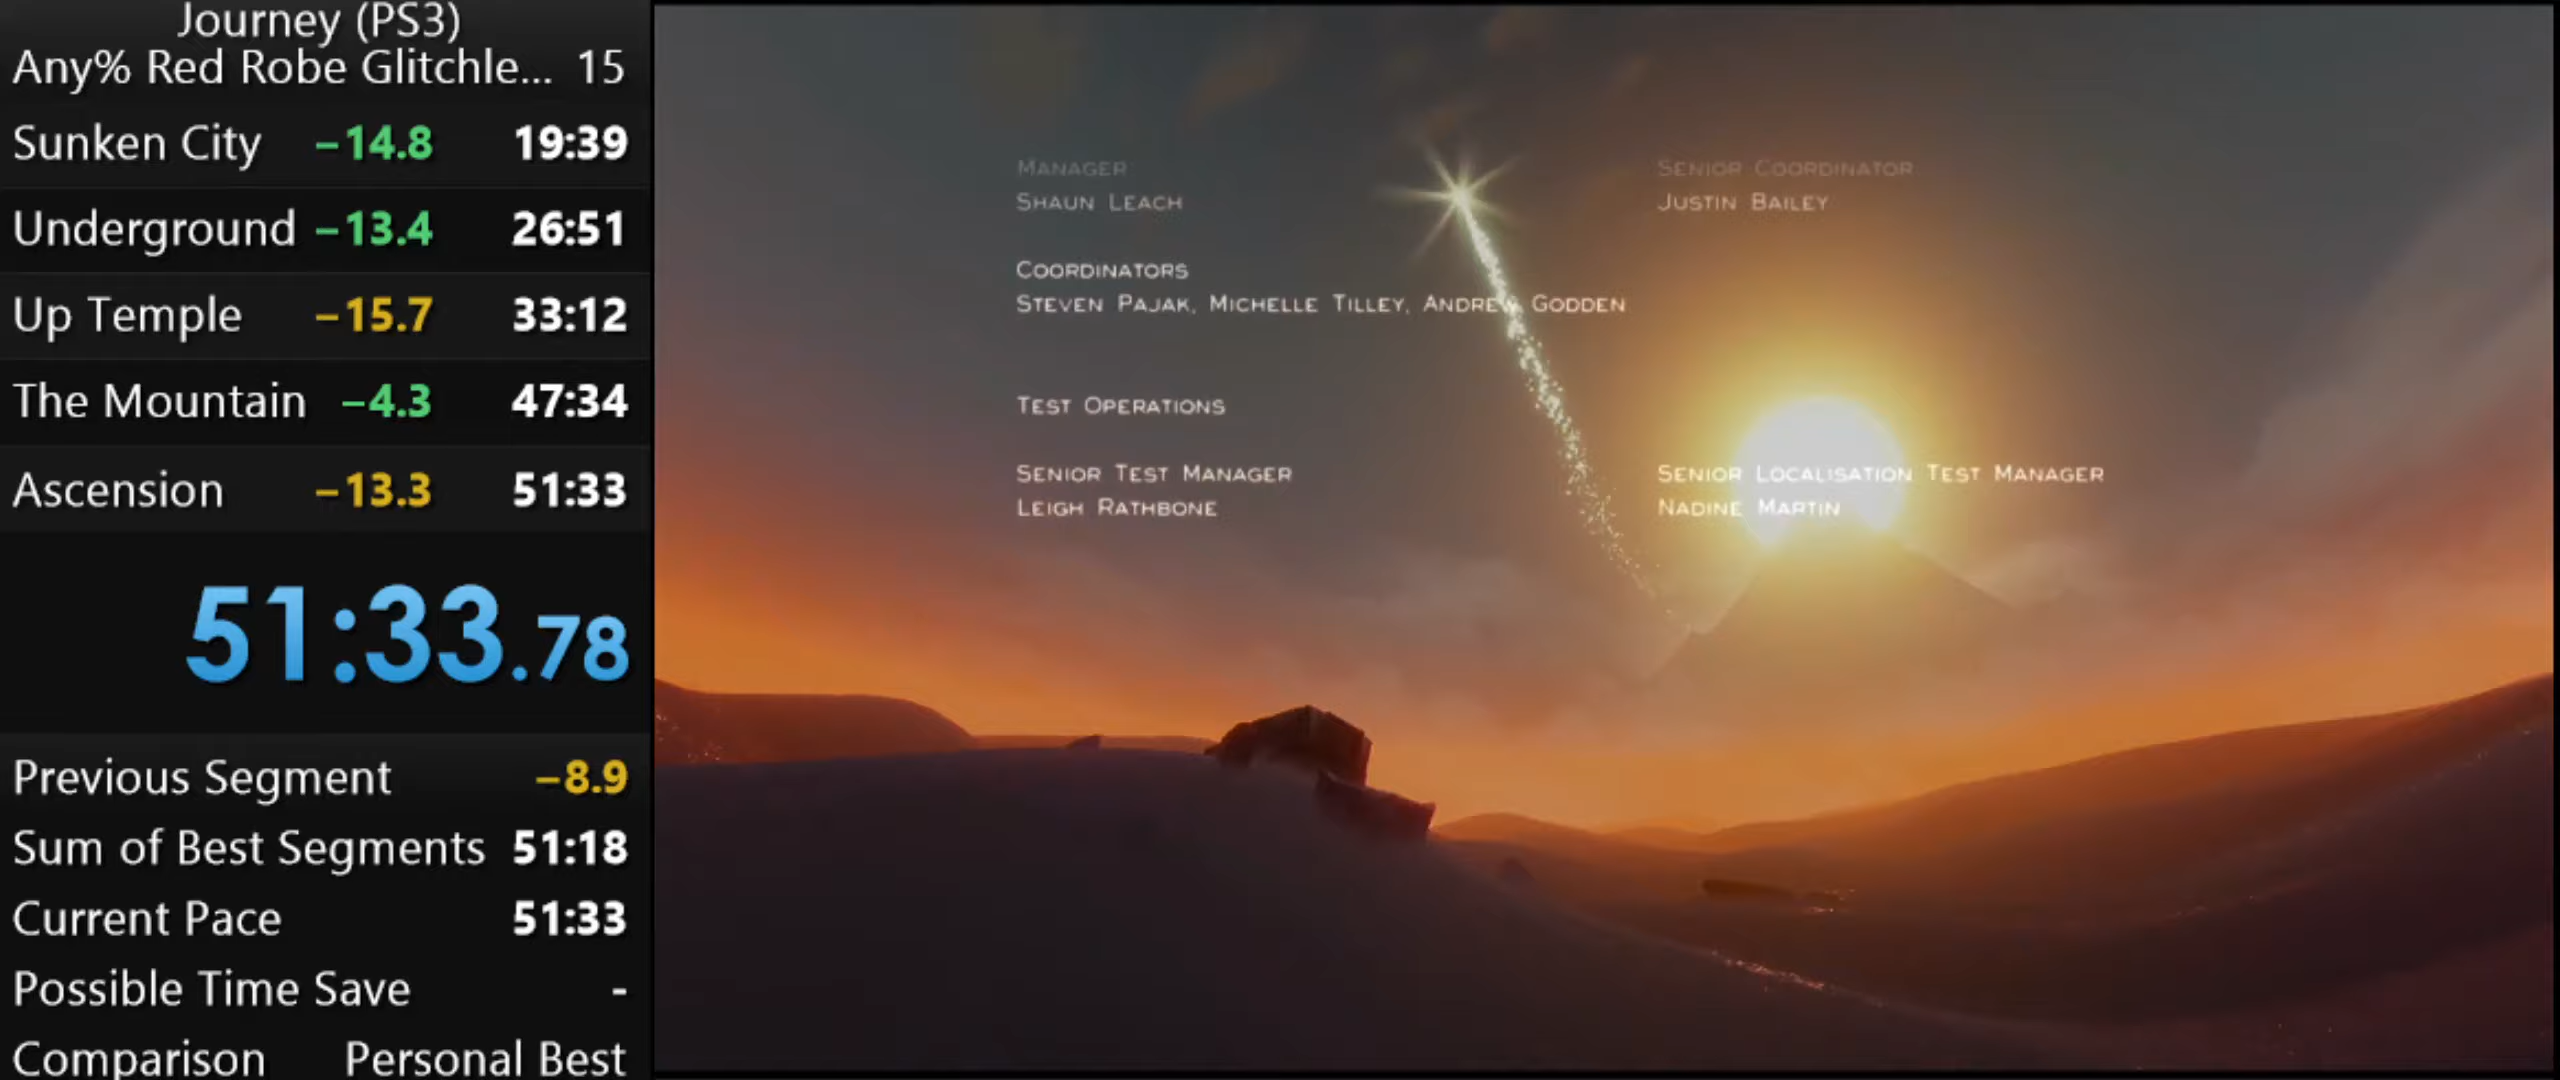 Journey (PS3)
Any% Red Robe Glitchle... 15
Sunken City −14.8 19:39
Underground −13.4 26:51
Up Temple −15.7 33:12
The Mountain −4.3 47:34
Ascension −13.3 51:33
51:33.78
Previous Segment −8.9
Sum of Best Segments 51:18
Current Pace 51:33
Possible Time Save -
Comparison Personal Best
MANAGER SENIOR COORDINATOR
SHAUN LEACH JUSTIN BAILEY
COORDINATORS
STEVEN PAJAK, MICHELLE TILLEY, ANDREW GODDEN
TEST OPERATIONS
SENIOR TEST MANAGER SENIOR LOCALISATION TEST MANAGER
LEIGH RATHBONE NADINE MARTIN